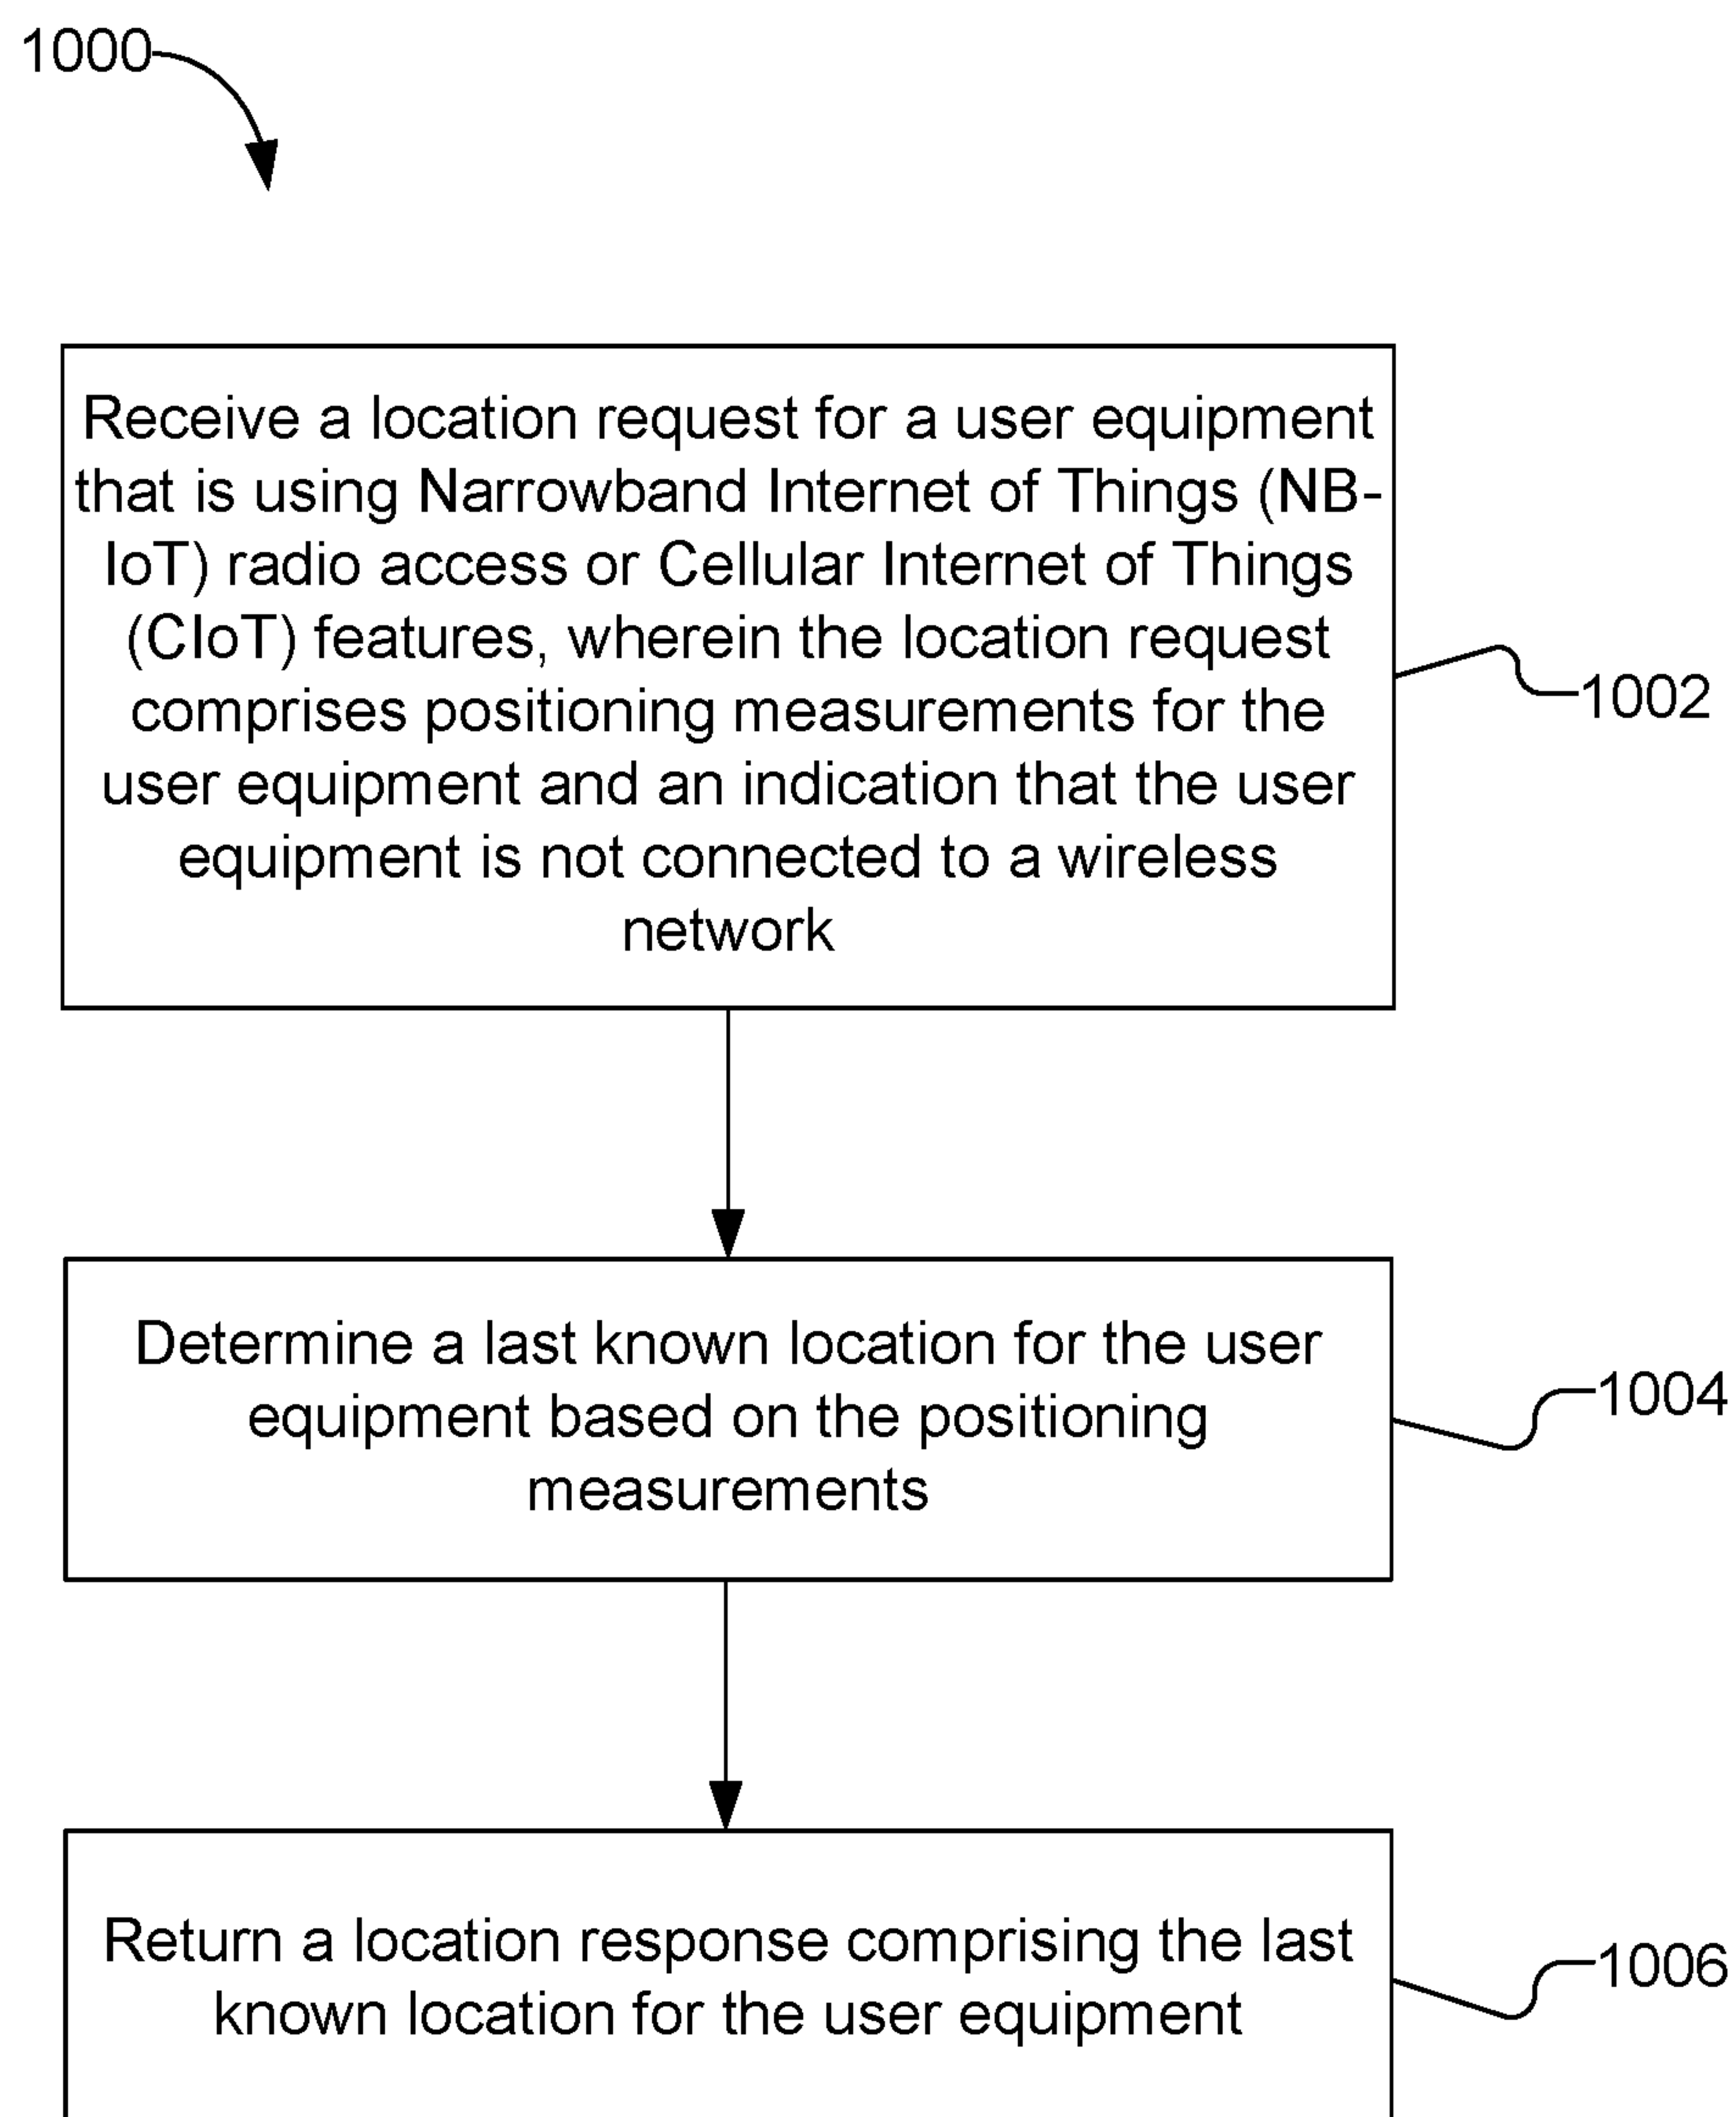 1000
Receive a location request for a user equipment
that is using Narrowband Internet of Things (NB-
IoT) radio access or Cellular Internet of Things
(CIoT) features, wherein the location request
comprises positioning measurements for the
user equipment and an indication that the user
equipment is not connected to a wireless
network
1002
Determine a last known location for the user
equipment based on the positioning
measurements
1004
Return a location response comprising the last
known location for the user equipment
1006